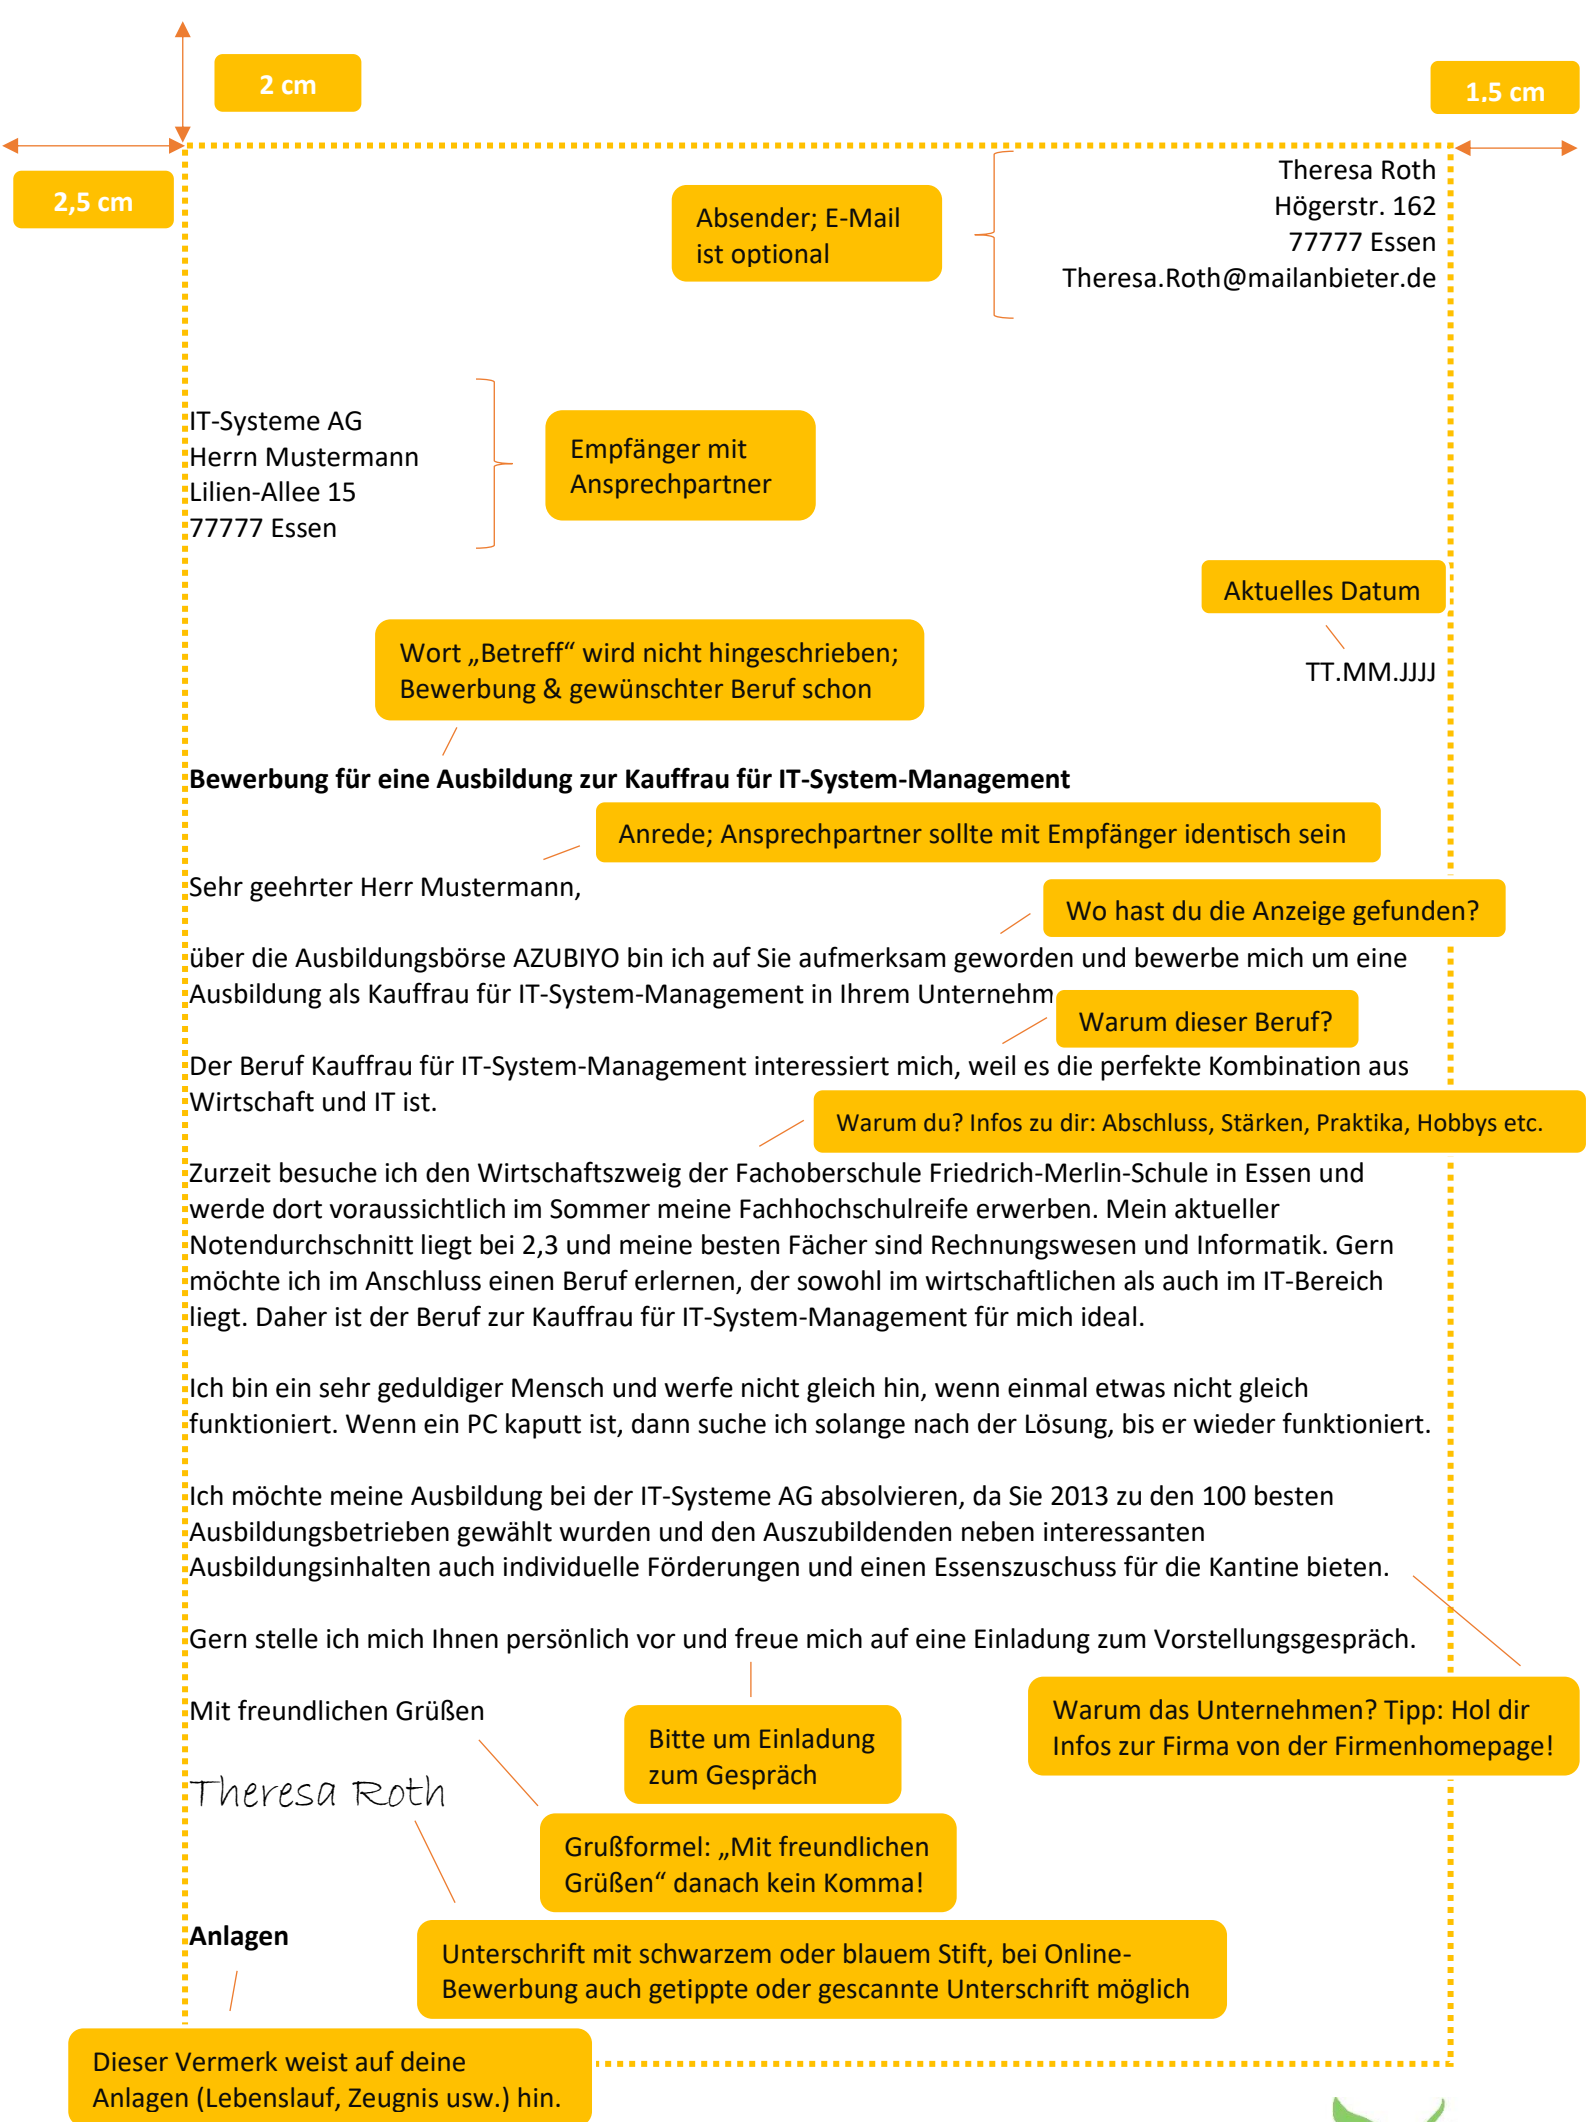 2 cm
1,5 cm
2,5 cm
Absender; E-Mail
ist optional
Theresa Roth
Högerstr. 162
77777 Essen
Theresa.Roth@mailanbieter.de
IT-Systeme AG
Herrn Mustermann
Lilien-Allee 15
77777 Essen
Empfänger mit
Ansprechpartner
Aktuelles Datum
TT.MM.JJJJ
Wort „Betreff“ wird nicht hingeschrieben;
Bewerbung & gewünschter Beruf schon
Bewerbung für eine Ausbildung zur Kauffrau für IT-System-Management
Anrede; Ansprechpartner sollte mit Empfänger identisch sein
Sehr geehrter Herr Mustermann,
Wo hast du die Anzeige gefunden?
über die Ausbildungsbörse AZUBIYO bin ich auf Sie aufmerksam geworden und bewerbe mich um eine
Ausbildung als Kauffrau für IT-System-Management in Ihrem Unternehm
Warum dieser Beruf?
Der Beruf Kauffrau für IT-System-Management interessiert mich, weil es die perfekte Kombination aus
Wirtschaft und IT ist.
Warum du? Infos zu dir: Abschluss, Stärken, Praktika, Hobbys etc.
Zurzeit besuche ich den Wirtschaftszweig der Fachoberschule Friedrich-Merlin-Schule in Essen und
werde dort voraussichtlich im Sommer meine Fachhochschulreife erwerben. Mein aktueller
Notendurchschnitt liegt bei 2,3 und meine besten Fächer sind Rechnungswesen und Informatik. Gern
möchte ich im Anschluss einen Beruf erlernen, der sowohl im wirtschaftlichen als auch im IT-Bereich
liegt. Daher ist der Beruf zur Kauffrau für IT-System-Management für mich ideal.
Ich bin ein sehr geduldiger Mensch und werfe nicht gleich hin, wenn einmal etwas nicht gleich
funktioniert. Wenn ein PC kaputt ist, dann suche ich solange nach der Lösung, bis er wieder funktioniert.
Ich möchte meine Ausbildung bei der IT-Systeme AG absolvieren, da Sie 2013 zu den 100 besten
Ausbildungsbetrieben gewählt wurden und den Auszubildenden neben interessanten
Ausbildungsinhalten auch individuelle Förderungen und einen Essenszuschuss für die Kantine bieten.
Gern stelle ich mich Ihnen persönlich vor und freue mich auf eine Einladung zum Vorstellungsgespräch.
Mit freundlichen Grüßen
Bitte um Einladung
zum Gespräch
Warum das Unternehmen? Tipp: Hol dir
Infos zur Firma von der Firmenhomepage!
Theresa Roth
Grußformel: „Mit freundlichen
Grüßen“ danach kein Komma!
Anlagen
Unterschrift mit schwarzem oder blauem Stift, bei Online-
Bewerbung auch getippte oder gescannte Unterschrift möglich
Dieser Vermerk weist auf deine
Anlagen (Lebenslauf, Zeugnis usw.) hin.